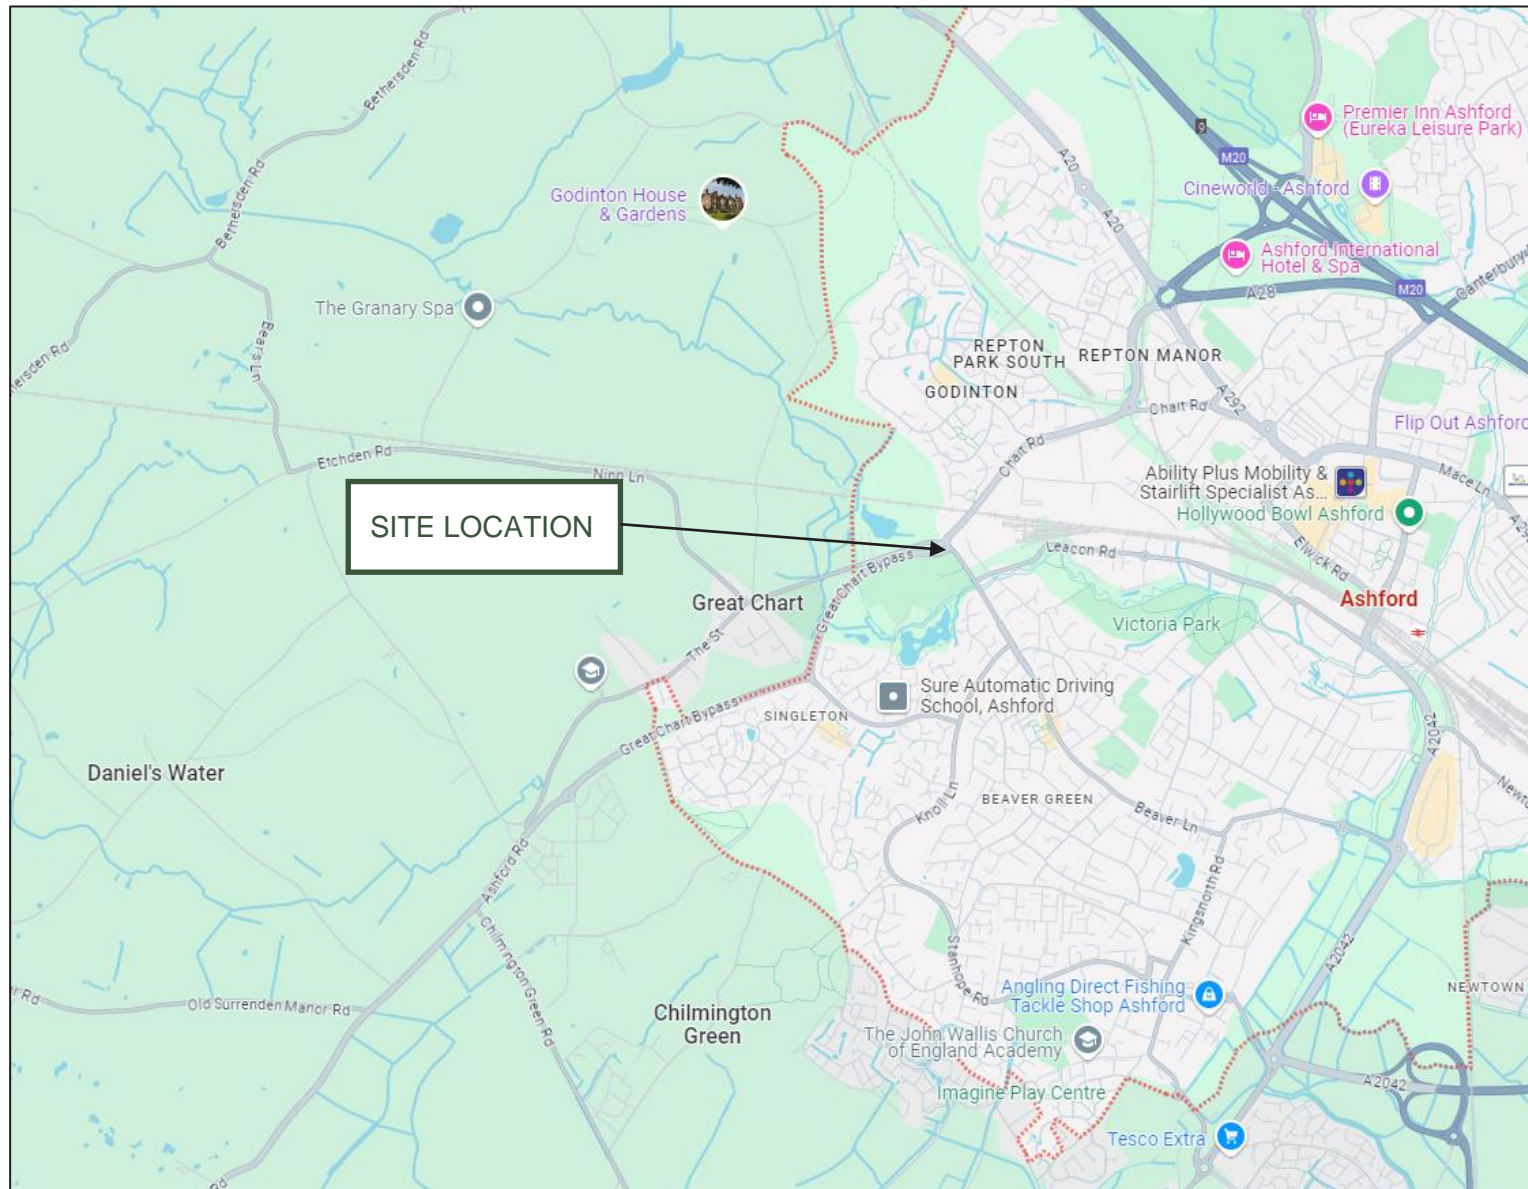 Bethersden Rd
Bethersden Rd
Bethersden Rd
Bears Ln
Godinton House
& Gardens
The Granary Spa
Etchden Rd
Ninn Ln
SITE LOCATION
Great Chart
The St
Great Chart Bypass
Great Chart Bypass
Great Chart Bypass
Daniel's Water
Ashford Rd
Chilmington Green Rd
Old Surrenden Manor Rd
Rd
Rd
Chilmington
Green
A20
A20
9
M20
Premier Inn Ashford
(Eureka Leisure Park)
Cineworld - Ashford
Ashford International
Hotel & Spa
A28
M20
REPTON
PARK SOUTH
REPTON MANOR
GODINTON
Chart Rd
Chart Rd
A292
Flip Out Ashford
Ability Plus Mobility &
Stairlift Specialist As...
Hollywood Bowl Ashford
Mace Ln
Elwick Rd
Leacon Rd
Ashford
Victoria Park
Sure Automatic Driving
School, Ashford
SINGLETON
BEAVER GREEN
Knoll Ln
Beaver Ln
A2042
Kingsnorth Rd
Stanhope Rd
A2042
NEWTOWN
Angling Direct Fishing
Tackle Shop Ashford
The John Wallis Church
of England Academy
Imagine Play Centre
A2042
Tesco Extra